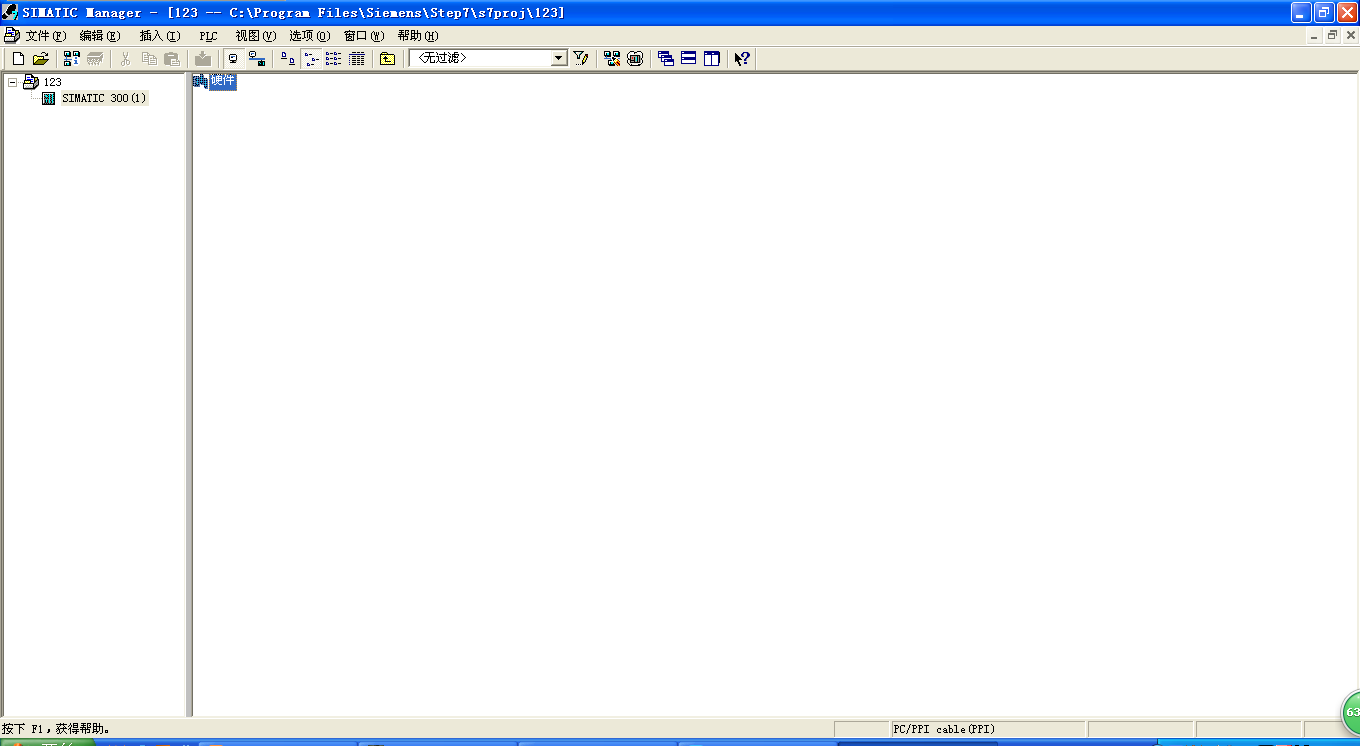 SIMATIC Manager - [123 -- C:\Program Files\Siemens\Step7\s7proj\123]
文件(F) 编辑(E) 插入(I) PLC 视图(V) 选项(O) 窗口(W) 帮助(H)
<无过滤>
123
SIMATIC 300(1)
硬件
按下 F1，获得帮助。
PC/PPI cable(PPI)
63